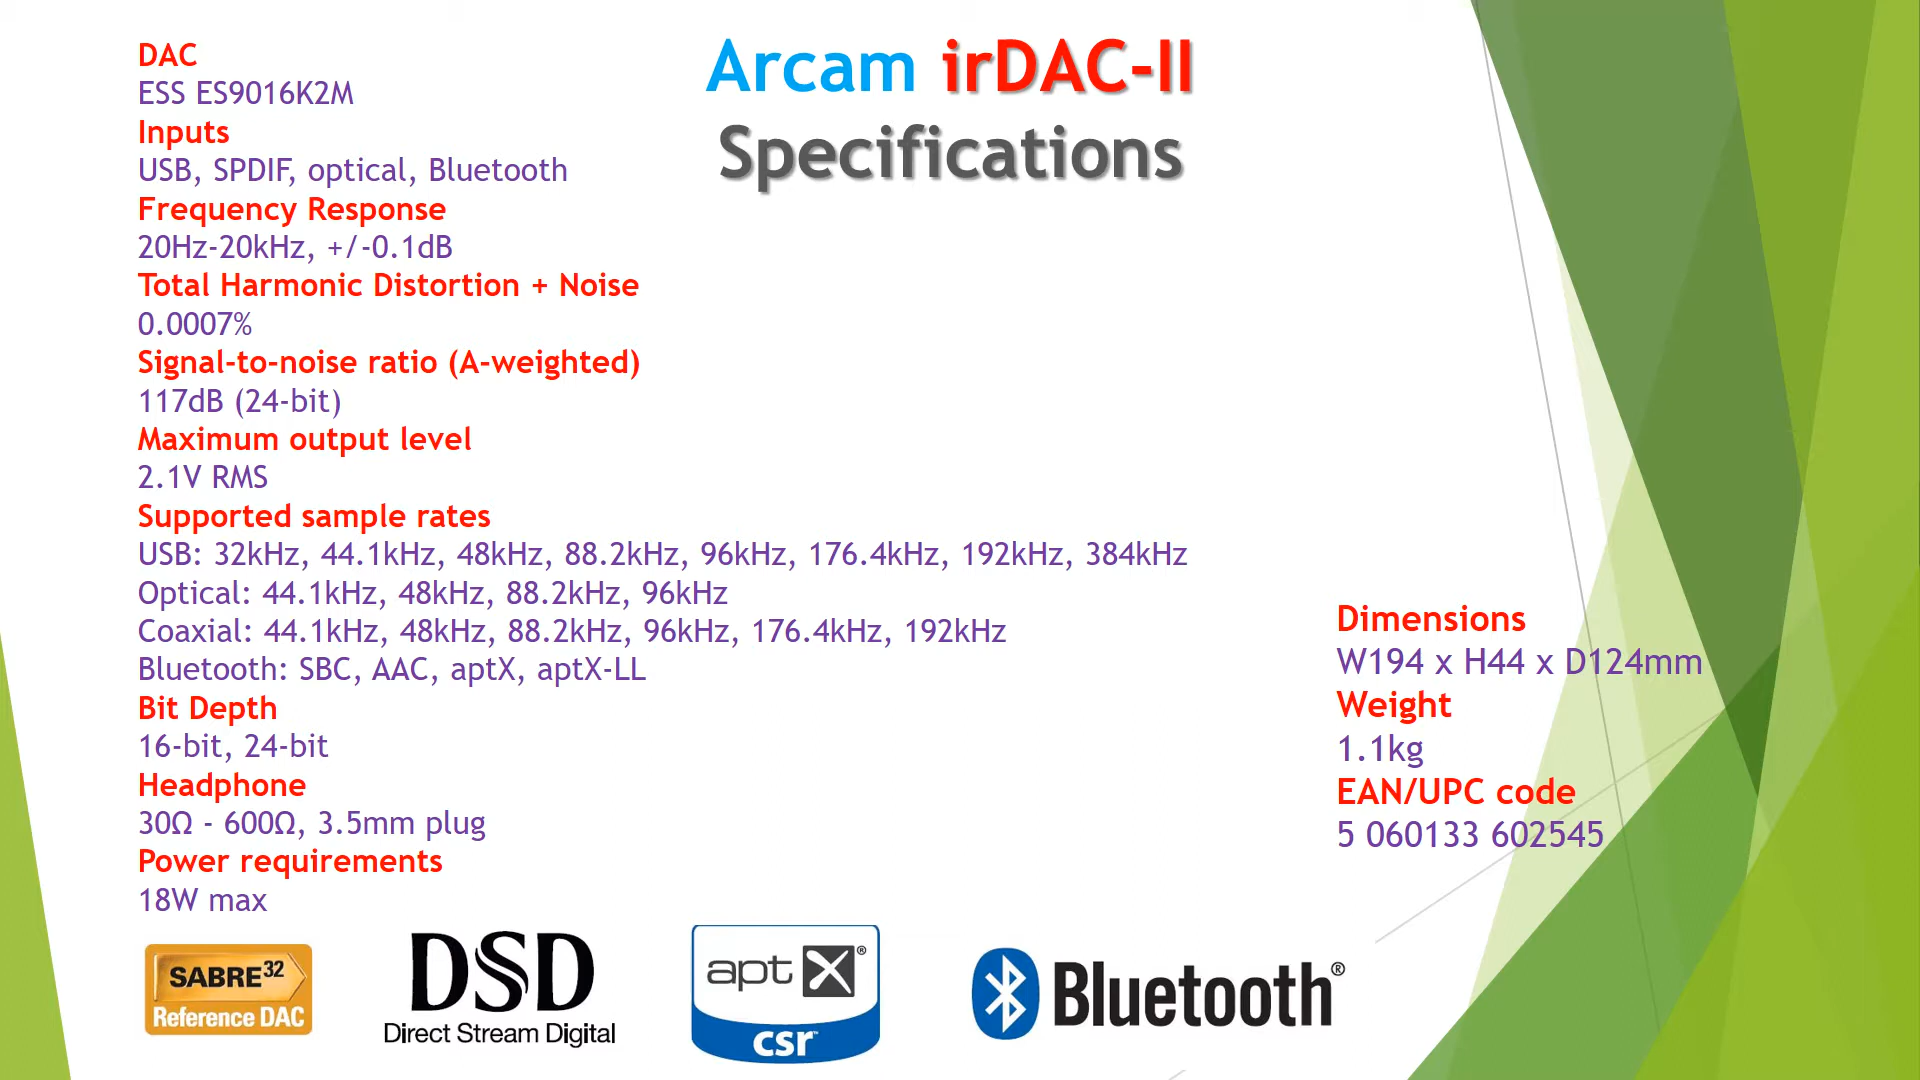 Arcam irDAC-II
Specifications
DAC
ESS ES9016K2M
Inputs
USB, SPDIF, optical, Bluetooth
Frequency Response
20Hz-20kHz, +/-0.1dB
Total Harmonic Distortion + Noise
0.0007%
Signal-to-noise ratio (A-weighted)
117dB (24-bit)
Maximum output level
2.1V RMS
Supported sample rates
USB: 32kHz, 44.1kHz, 48kHz, 88.2kHz, 96kHz, 176.4kHz, 192kHz, 384kHz
Optical: 44.1kHz, 48kHz, 88.2kHz, 96kHz
Coaxial: 44.1kHz, 48kHz, 88.2kHz, 96kHz, 176.4kHz, 192kHz
Bluetooth: SBC, AAC, aptX, aptX-LL
Bit Depth
16-bit, 24-bit
Headphone
30Ω - 600Ω, 3.5mm plug
Power requirements
18W max
Dimensions
W194 x H44 x D124mm
Weight
1.1kg
EAN/UPC code
5 060133 602545
SABRE32
Reference DAC
DSD
Direct Stream Digital
aptX®
csr™
Bluetooth®